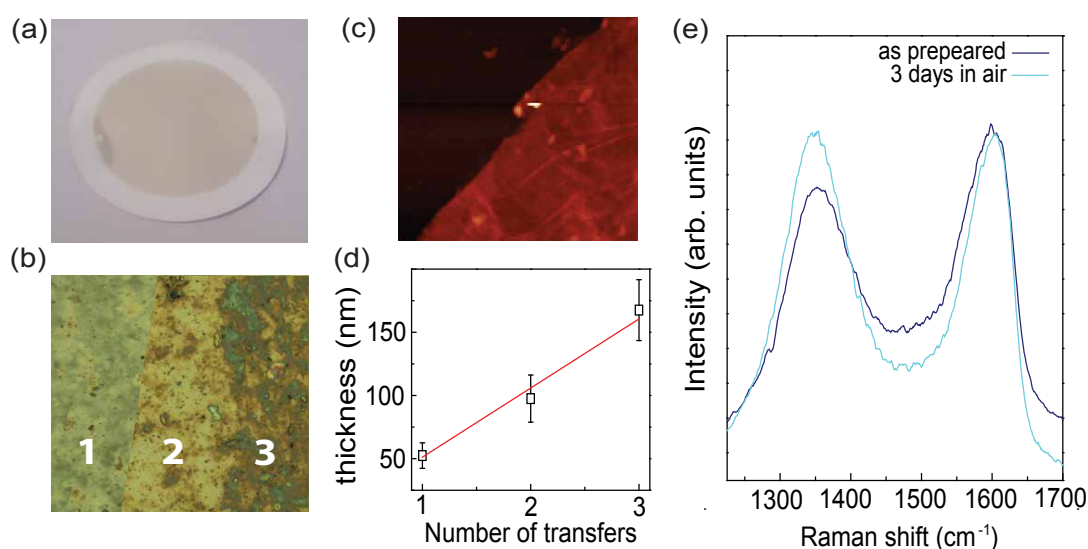 (a)
(b)
1 2 3
(c)
(d)
thickness (nm)
150
100
50
1 2 3
Number of transfers
(e)
as prepeared
3 days in air
Intensity (arb. units)
1300 1400 1500 1600 1700
Raman shift (cm⁻¹)